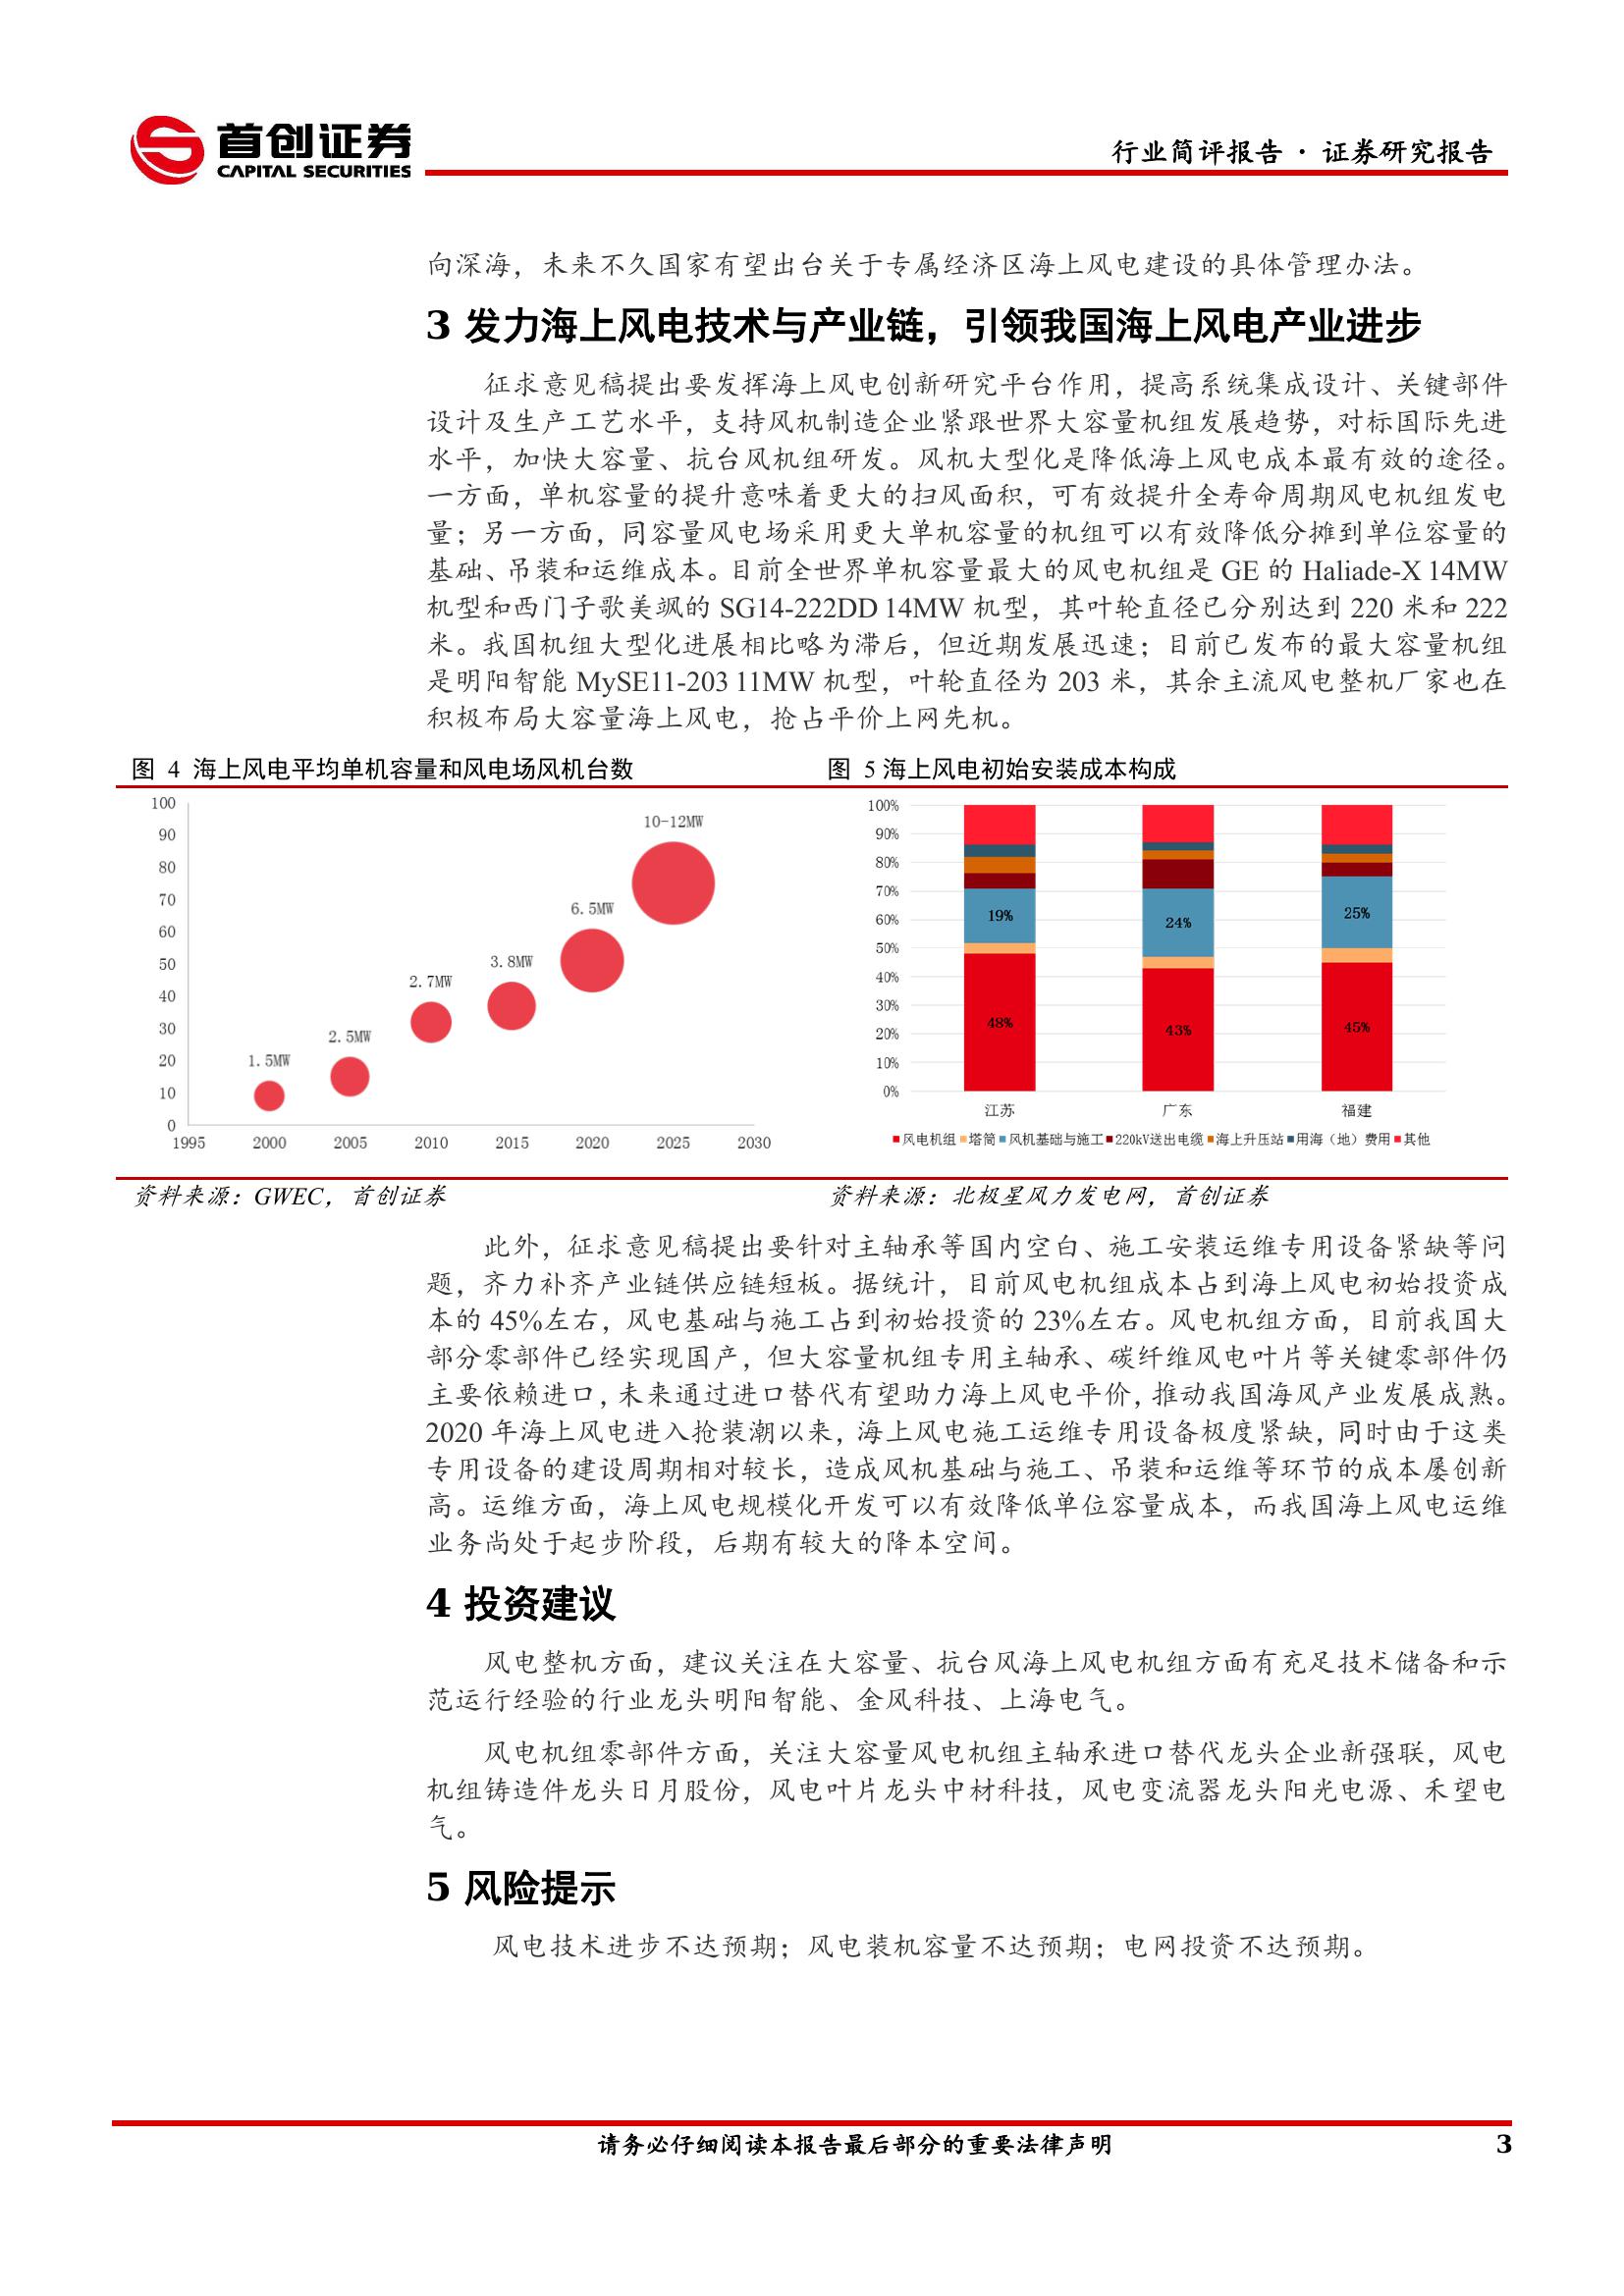 首创证券
CAPITAL SECURITIES
行业简评报告 · 证券研究报告
向深海，未来不久国家有望出台关于专属经济区海上风电建设的具体管理办法。
3 发力海上风电技术与产业链，引领我国海上风电产业进步
征求意见稿提出要发挥海上风电创新研究平台作用，提高系统集成设计、关键部件
设计及生产工艺水平，支持风机制造企业紧跟世界大容量机组发展趋势，对标国际先进
水平，加快大容量、抗台风机组研发。风机大型化是降低海上风电成本最有效的途径。
一方面，单机容量的提升意味着更大的扫风面积，可有效提升全寿命周期风电机组发电
量；另一方面，同容量风电场采用更大单机容量的机组可以有效降低分摊到单位容量的
基础、吊装和运维成本。目前全世界单机容量最大的风电机组是 GE 的 Haliade-X 14MW
机型和西门子歌美飒的 SG14-222DD 14MW 机型，其叶轮直径已分别达到 220 米和 222
米。我国机组大型化进展相比略为滞后，但近期发展迅速；目前已发布的最大容量机组
是明阳智能 MySE11-203 11MW 机型，叶轮直径为 203 米，其余主流风电整机厂家也在
积极布局大容量海上风电，抢占平价上网先机。
图 4 海上风电平均单机容量和风电场风机台数
100
90
80
70
60
50
40
30
20
10
0
1.5MW
2.5MW
2.7MW
3.8MW
6.5MW
10-12MW
1995 2000 2005 2010 2015 2020 2025 2030
资料来源：GWEC，首创证券
图 5 海上风电初始安装成本构成
100%
90%
80%
70%
60%
50%
40%
30%
20%
10%
0%
19% 24% 25%
48% 43% 45%
江苏 广东 福建
风电机组 塔筒 风机基础与施工 220kV送出电缆 海上升压站 用海（地）费用 其他
资料来源：北极星风力发电网，首创证券
此外，征求意见稿提出要针对主轴承等国内空白、施工安装运维专用设备紧缺等问
题，齐力补齐产业链供应链短板。据统计，目前风电机组成本占到海上风电初始投资成
本的 45%左右，风电基础与施工占到初始投资的 23%左右。风电机组方面，目前我国大
部分零部件已经实现国产，但大容量机组专用主轴承、碳纤维风电叶片等关键零部件仍
主要依赖进口，未来通过进口替代有望助力海上风电平价，推动我国海风产业发展成熟。
2020 年海上风电进入抢装潮以来，海上风电施工运维专用设备极度紧缺，同时由于这类
专用设备的建设周期相对较长，造成风机基础与施工、吊装和运维等环节的成本屡创新
高。运维方面，海上风电规模化开发可以有效降低单位容量成本，而我国海上风电运维
业务尚处于起步阶段，后期有较大的降本空间。
4 投资建议
风电整机方面，建议关注在大容量、抗台风海上风电机组方面有充足技术储备和示
范运行经验的行业龙头明阳智能、金风科技、上海电气。
风电机组零部件方面，关注大容量风电机组主轴承进口替代龙头企业新强联，风电
机组铸造件龙头日月股份，风电叶片龙头中材科技，风电变流器龙头阳光电源、禾望电
气。
5 风险提示
风电技术进步不达预期；风电装机容量不达预期；电网投资不达预期。
请务必仔细阅读本报告最后部分的重要法律声明
3